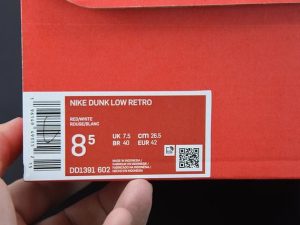 NIKE DUNK LOW RETRO
RED/WHITE
ROUGE/BLANC
8 5
UK 7.5 cm 26.5
BR 40 EUR 42
DD1391 602
MADE IN INDONESIA